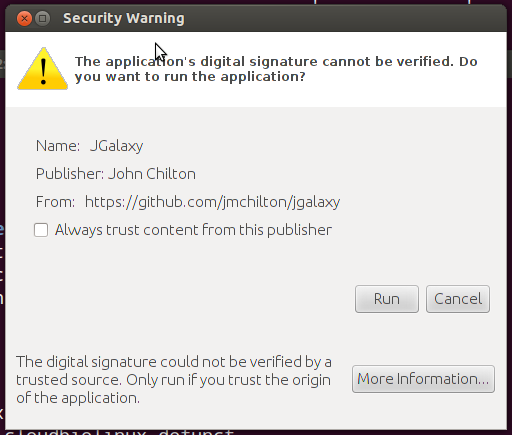 Security Warning
The application's digital signature cannot be verified. Do
you want to run the application?
Name: JGalaxy
Publisher: John Chilton
From: https://github.com/jmchilton/jgalaxy
Always trust content from this publisher
Run Cancel
The digital signature could not be verified by a
trusted source. Only run if you trust the origin
of the application.
More Information...